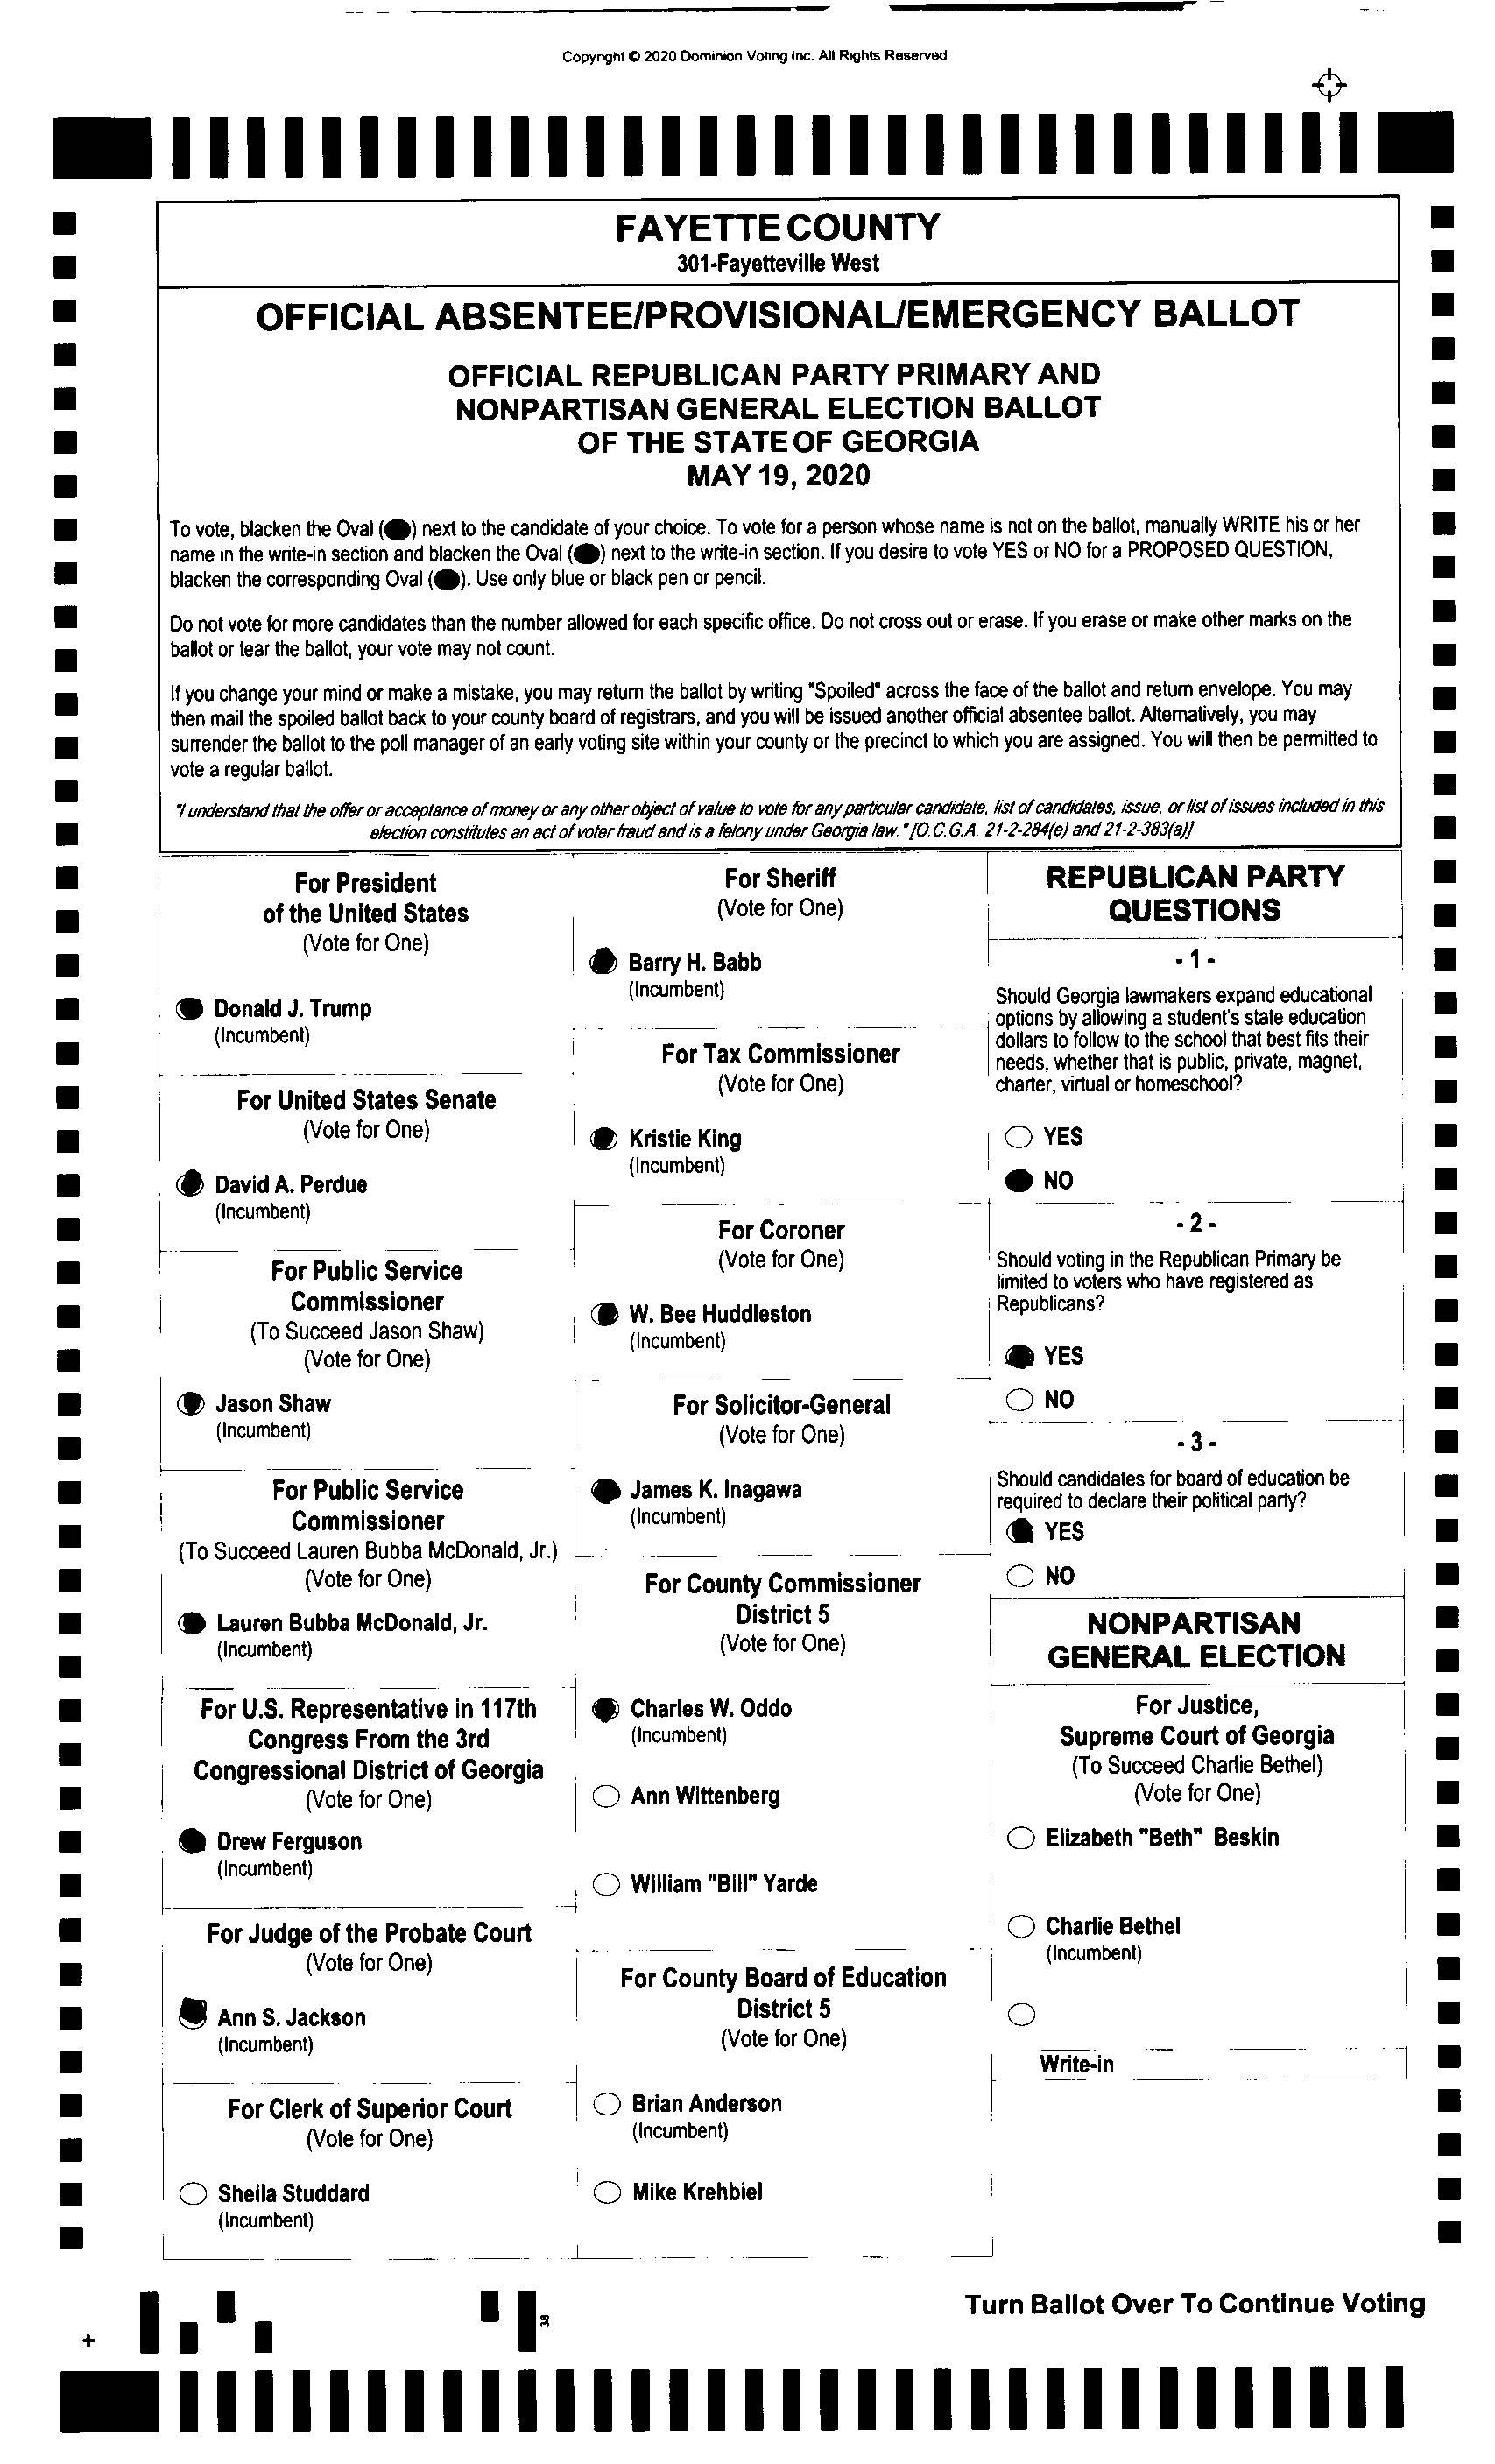 Copyright © 2020 Dominion Voting Inc. All Rights Reserved
FAYETTE COUNTY
301-Fayetteville West
OFFICIAL ABSENTEE/PROVISIONAL/EMERGENCY BALLOT
OFFICIAL REPUBLICAN PARTY PRIMARY AND
NONPARTISAN GENERAL ELECTION BALLOT
OF THE STATE OF GEORGIA
MAY 19, 2020
To vote, blacken the Oval (●) next to the candidate of your choice. To vote for a person whose name is not on the ballot, manually WRITE his or her
name in the write-in section and blacken the Oval (●) next to the write-in section. If you desire to vote YES or NO for a PROPOSED QUESTION,
blacken the corresponding Oval (●). Use only blue or black pen or pencil.
Do not vote for more candidates than the number allowed for each specific office. Do not cross out or erase. If you erase or make other marks on the
ballot or tear the ballot, your vote may not count.
If you change your mind or make a mistake, you may return the ballot by writing "Spoiled" across the face of the ballot and return envelope. You may
then mail the spoiled ballot back to your county board of registrars, and you will be issued another official absentee ballot. Alternatively, you may
surrender the ballot to the poll manager of an early voting site within your county or the precinct to which you are assigned. You will then be permitted to
vote a regular ballot.
"I understand that the offer or acceptance of money or any other object of value to vote for any particular candidate, list of candidates, issue, or list of issues included in this
election constitutes an act of voter fraud and is a felony under Georgia law. "[O.C.G.A. 21-2-284(e) and 21-2-383(a)]
For President
of the United States
(Vote for One)
Donald J. Trump
(Incumbent)
For United States Senate
(Vote for One)
David A. Perdue
(Incumbent)
For Public Service
Commissioner
(To Succeed Jason Shaw)
(Vote for One)
Jason Shaw
(Incumbent)
For Public Service
Commissioner
(To Succeed Lauren Bubba McDonald, Jr.)
(Vote for One)
Lauren Bubba McDonald, Jr.
(Incumbent)
For U.S. Representative in 117th
Congress From the 3rd
Congressional District of Georgia
(Vote for One)
Drew Ferguson
(Incumbent)
For Judge of the Probate Court
(Vote for One)
Ann S. Jackson
(Incumbent)
For Clerk of Superior Court
(Vote for One)
Sheila Studdard
(Incumbent)
For Sheriff
(Vote for One)
Barry H. Babb
(Incumbent)
For Tax Commissioner
(Vote for One)
Kristie King
(Incumbent)
For Coroner
(Vote for One)
W. Bee Huddleston
(Incumbent)
For Solicitor-General
(Vote for One)
James K. Inagawa
(Incumbent)
For County Commissioner
District 5
(Vote for One)
Charles W. Oddo
(Incumbent)
Ann Wittenberg
William "Bill" Yarde
For County Board of Education
District 5
(Vote for One)
Brian Anderson
(Incumbent)
Mike Krehbiel
REPUBLICAN PARTY
QUESTIONS
- 1 -
Should Georgia lawmakers expand educational
options by allowing a student's state education
dollars to follow to the school that best fits their
needs, whether that is public, private, magnet,
charter, virtual or homeschool?
YES
NO
- 2 -
Should voting in the Republican Primary be
limited to voters who have registered as
Republicans?
YES
NO
- 3 -
Should candidates for board of education be
required to declare their political party?
YES
NO
NONPARTISAN
GENERAL ELECTION
For Justice,
Supreme Court of Georgia
(To Succeed Charlie Bethel)
(Vote for One)
Elizabeth "Beth" Beskin
Charlie Bethel
(Incumbent)
Write-in
Turn Ballot Over To Continue Voting
38